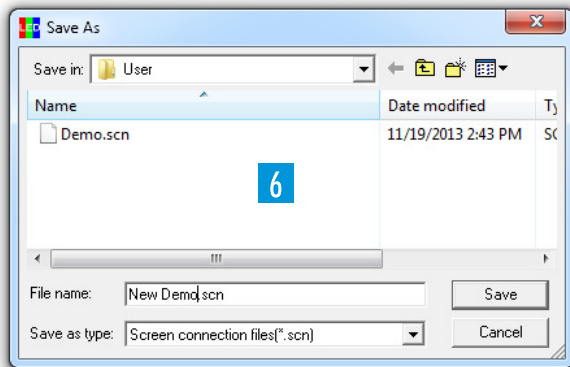 LED Save As
Save in: User
Name Date modified Ty
Demo.scn 11/19/2013 2:43 PM SC
6
File name: New Demo.scn Save
Save as type: Screen connection files(*.scn) Cancel